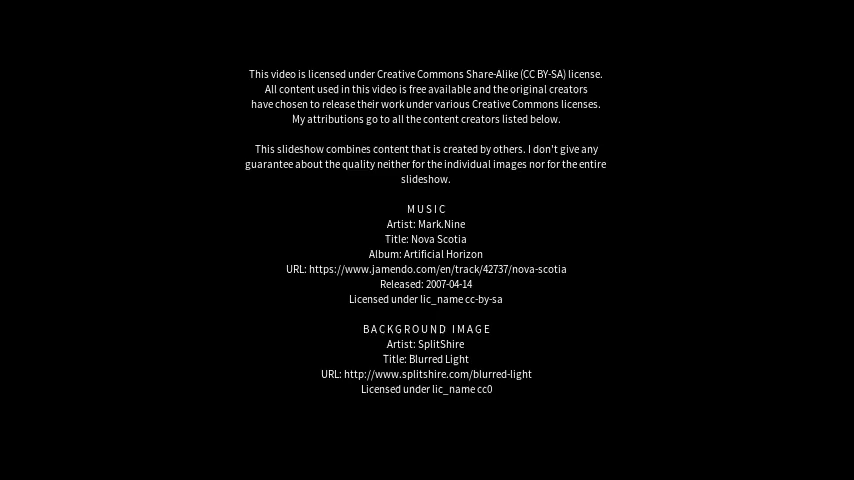 This video is licensed under Creative Commons Share-Alike (CC BY-SA) license.
All content used in this video is free available and the original creators
have chosen to release their work under various Creative Commons licenses.
My attributions go to all the content creators listed below.
This slideshow combines content that is created by others. I don't give any
guarantee about the quality neither for the individual images nor for the entire
slideshow.
MUSIC
Artist: Mark.Nine
Title: Nova Scotia
Album: Artificial Horizon
URL: https://www.jamendo.com/en/track/42737/nova-scotia
Released: 2007-04-14
Licensed under lic_name cc-by-sa
BACKGROUND IMAGE
Artist: SplitShire
Title: Blurred Light
URL: http://www.splitshire.com/blurred-light
Licensed under lic_name cc0